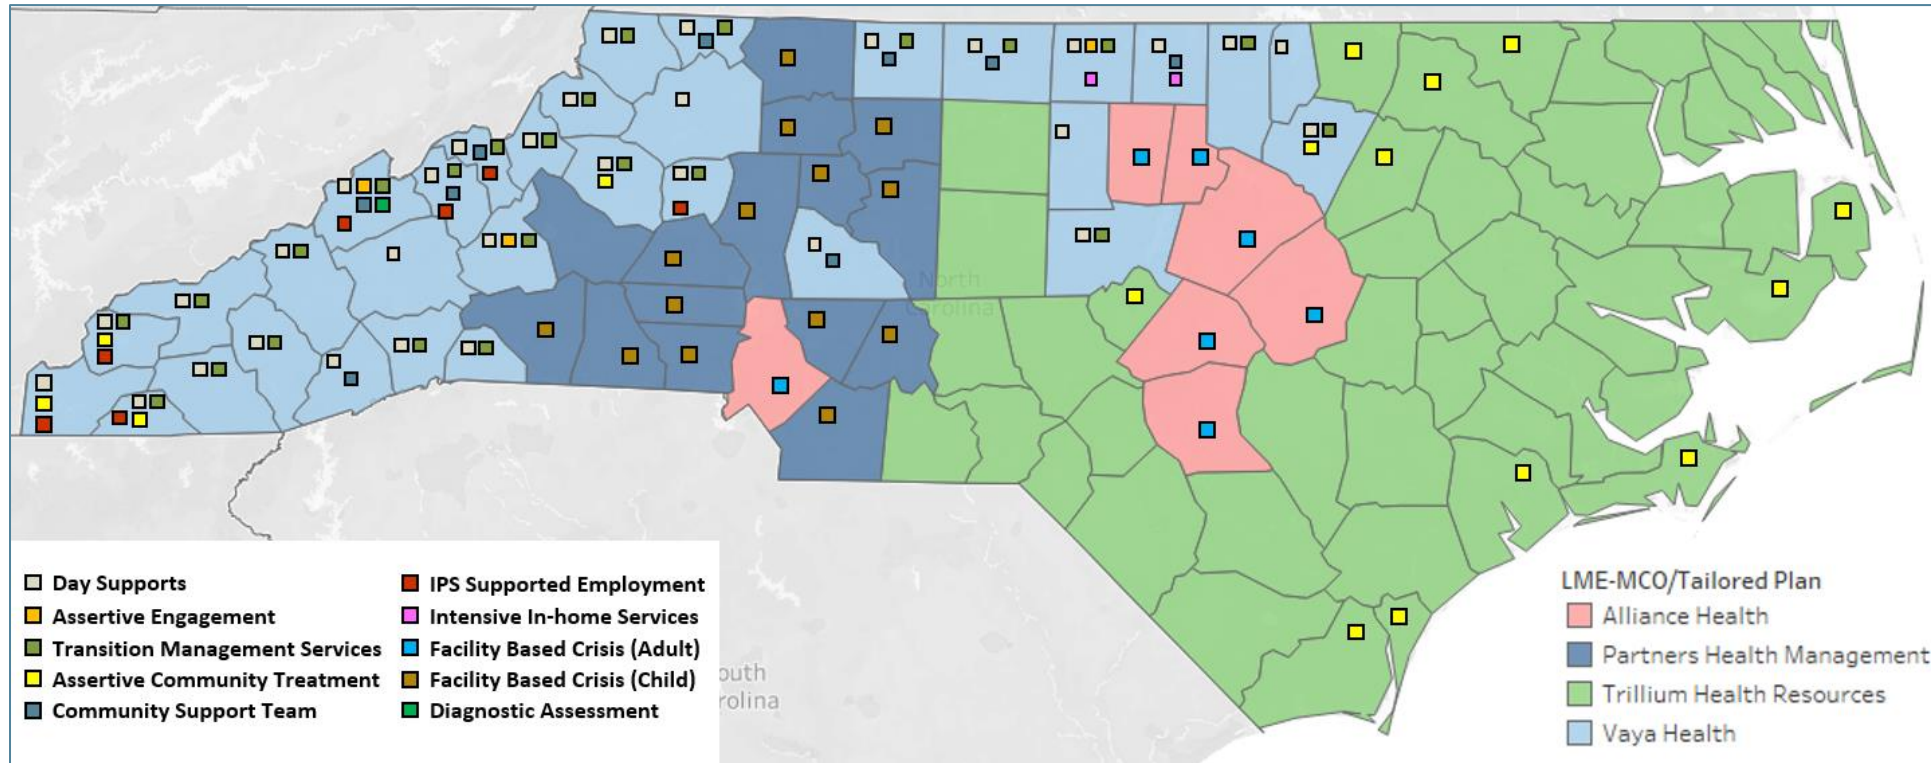 North
Carolina
outh
rolina
Day Supports
Assertive Engagement
Transition Management Services
Assertive Community Treatment
Community Support Team
IPS Supported Employment
Intensive In-home Services
Facility Based Crisis (Adult)
Facility Based Crisis (Child)
Diagnostic Assessment
LME-MCO/Tailored Plan
Alliance Health
Partners Health Management
Trillium Health Resources
Vaya Health